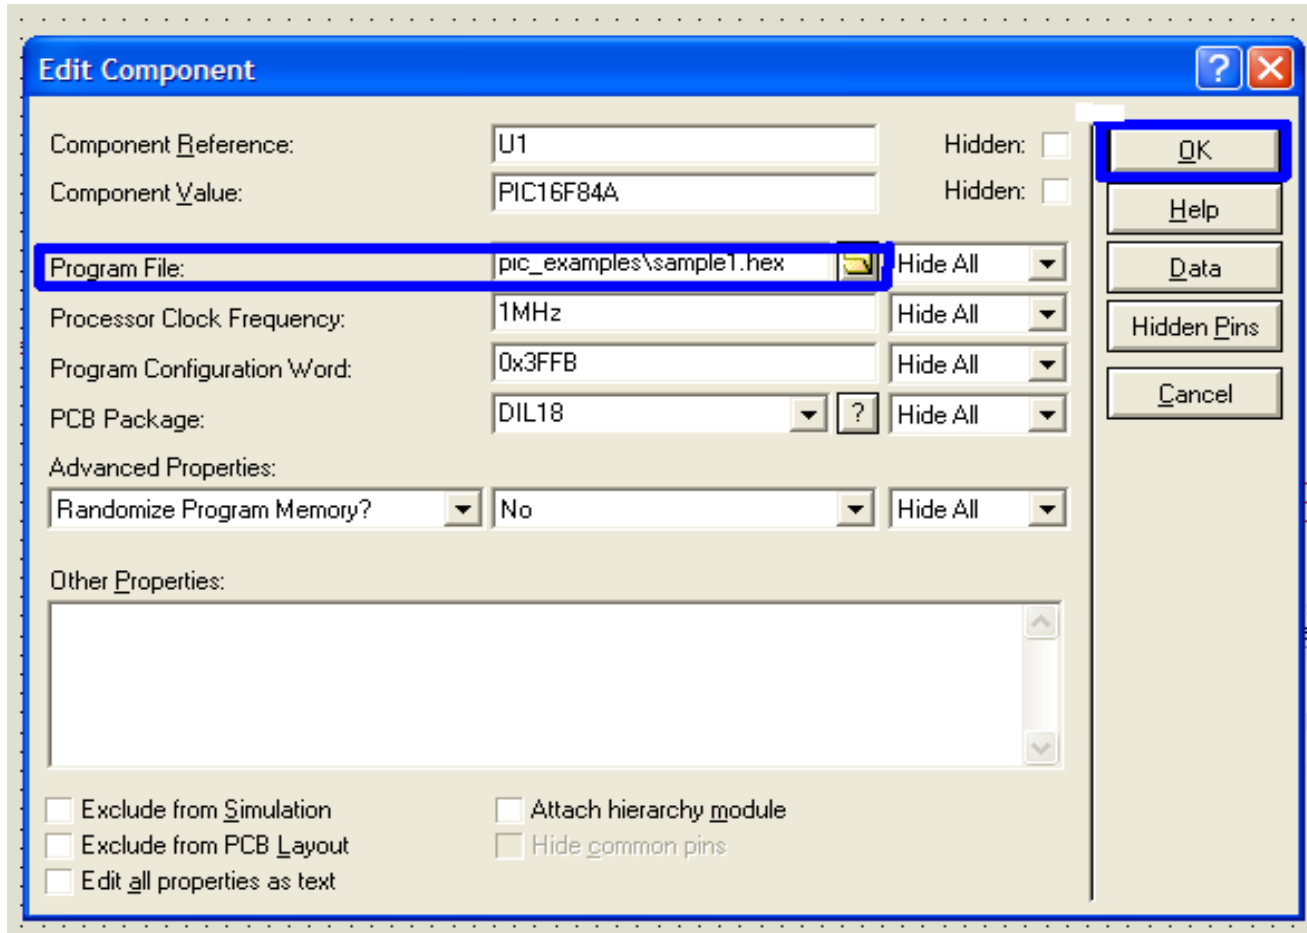 Edit Component
Component Reference: U1 Hidden:
Component Value: PIC16F84A Hidden:
Program File: pic_examples\sample1.hex Hide All
Processor Clock Frequency: 1MHz Hide All
Program Configuration Word: 0x3FFB Hide All
PCB Package: DIL18 ? Hide All
Advanced Properties:
Randomize Program Memory? No Hide All
Other Properties:
Exclude from Simulation Attach hierarchy module
Exclude from PCB Layout Hide common pins
Edit all properties as text
OK
Help
Data
Hidden Pins
Cancel